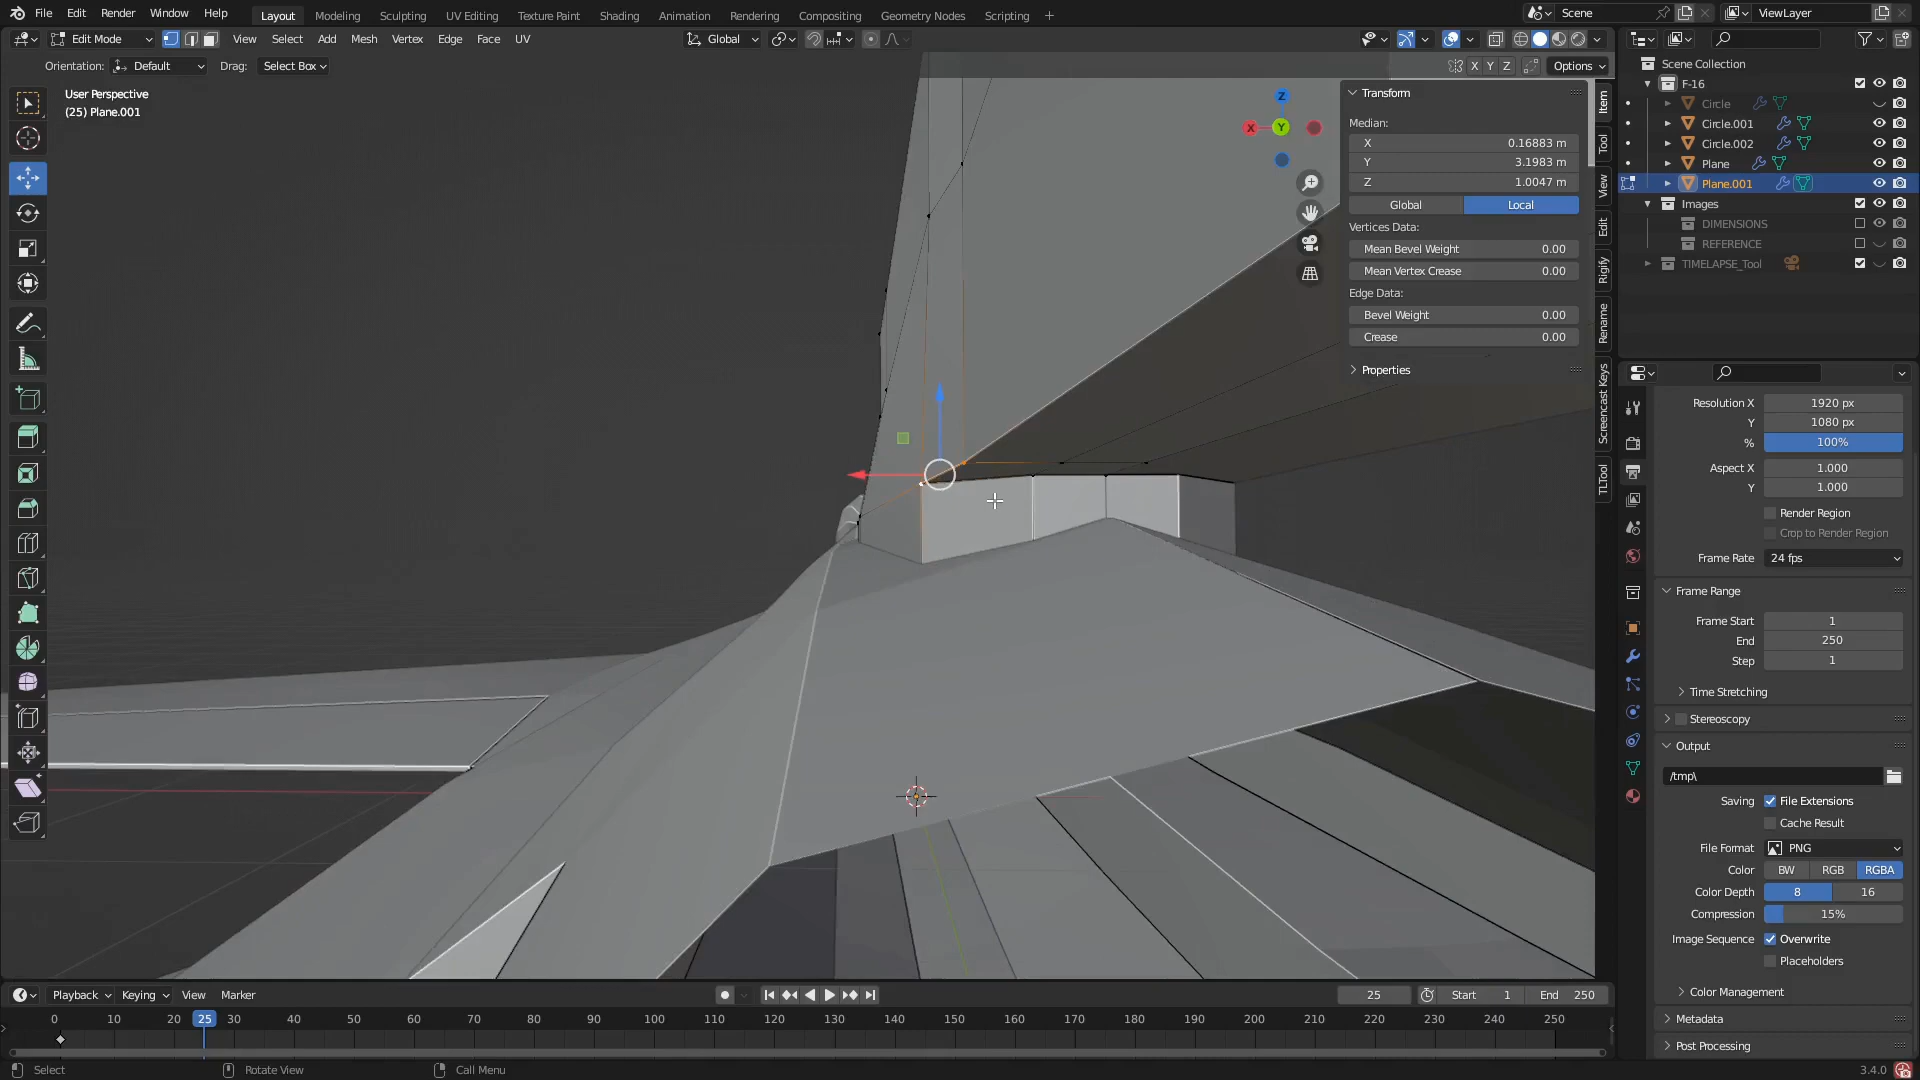 File Edit Render Window Help Layout Modeling Sculpting UV Editing Texture Paint Shading Animation Rendering Compositing Geometry Nodes Scripting + Scene ViewLayer
Edit Mode View Select Add Mesh Vertex Edge Face UV Global
Orientation: Default Drag: Select Box X Y Z Options
User Perspective
(25) Plane.001
Z
X Y
Transform
Median:
X 0.16883 m
Y 3.1983 m
Z 1.0047 m
Global Local
Vertices Data:
Mean Bevel Weight 0.00
Mean Vertex Crease 0.00
Edge Data:
Bevel Weight 0.00
Crease 0.00
Properties
Item
Tool
View
Edit
Rigify
Rename
Screencast Keys
TLTool
Scene Collection
F-16
Circle
Circle.001
Circle.002
Plane
Plane.001
Images
DIMENSIONS
REFERENCE
TIMELAPSE_Tool
Resolution X 1920 px
Y 1080 px
% 100%
Aspect X 1.000
Y 1.000
Render Region
Crop to Render Region
Frame Rate 24 fps
Frame Range
Frame Start 1
End 250
Step 1
Time Stretching
Stereoscopy
Output
/tmp\
Saving File Extensions
Cache Result
File Format PNG
Color BW RGB RGBA
Color Depth 8 16
Compression 15%
Image Sequence Overwrite
Placeholders
Color Management
Metadata
Post Processing
Playback Keying View Marker 25 Start 1 End 250
0 10 20 25 30 40 50 60 70 80 90 100 110 120 130 140 150 160 170 180 190 200 210 220 230 240 250
Select Rotate View Call Menu 3.4.0